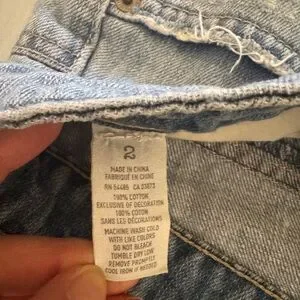 2
MADE IN CHINA
FABRIQUÉ EN CHINE
RN 54485 CA 03873
100% COTTON
EXCLUSIVE OF DECORATION
100% COTON
SANS LES DÉCORATIONS
MACHINE WASH COLD
WITH LIKE COLORS
DO NOT BLEACH
TUMBLE DRY LOW
REMOVE PROMPTLY
COOL IRON IF NEEDED